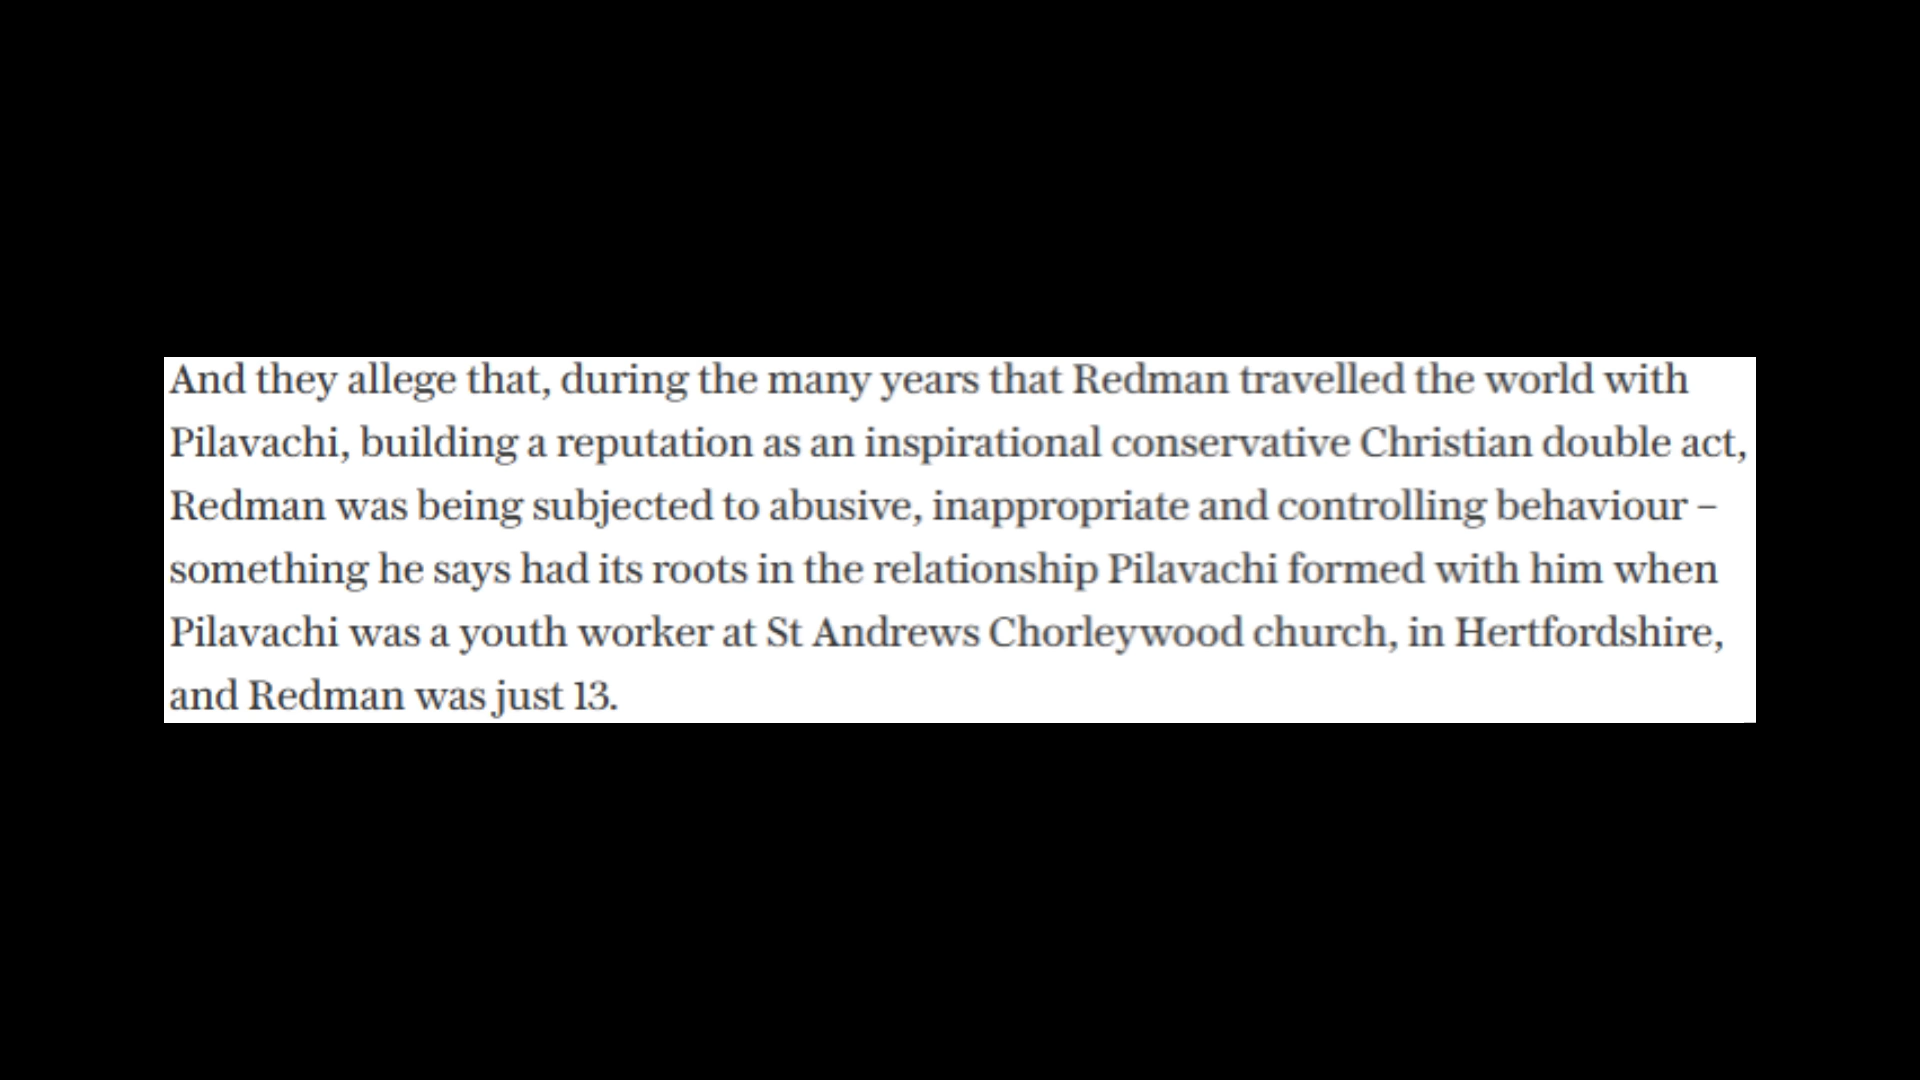 And they allege that, during the many years that Redman travelled the world with
Pilavachi, building a reputation as an inspirational conservative Christian double act,
Redman was being subjected to abusive, inappropriate and controlling behaviour –
something he says had its roots in the relationship Pilavachi formed with him when
Pilavachi was a youth worker at St Andrews Chorleywood church, in Hertfordshire,
and Redman was just 13.